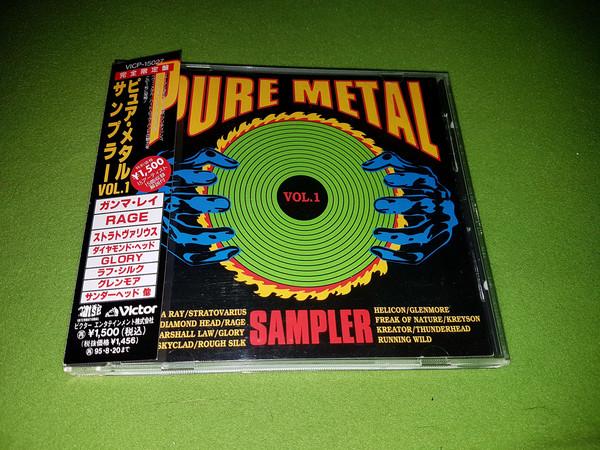 VICP-15027
完全限定盤
ピュア・メタル
サンプラー VOL.1
¥1,500
ガンマ・レイ
RAGE
ストラトヴァリウス
ダイヤモンド・ヘッド
GLORY
ラフ・シルク
グレンモア
サンダーヘッド 他
NOISE
INTERNATIONAL
Victor
ビクター エンタテインメント株式会社
¥1,500(税込)
(税抜価格 ¥1,456)
95・8・20まで
PURE METAL
VOL.1
SAMPLER
A RAY/STRATOVARIUS
DIAMOND HEAD/RAGE
ARSHALL LAW/GLORY
SKYCLAD/ROUGH SILK
HELICON/GLENMORE
FREAK OF NATURE/KREYSON
KREATOR/THUNDERHEAD
RUNNING WILD